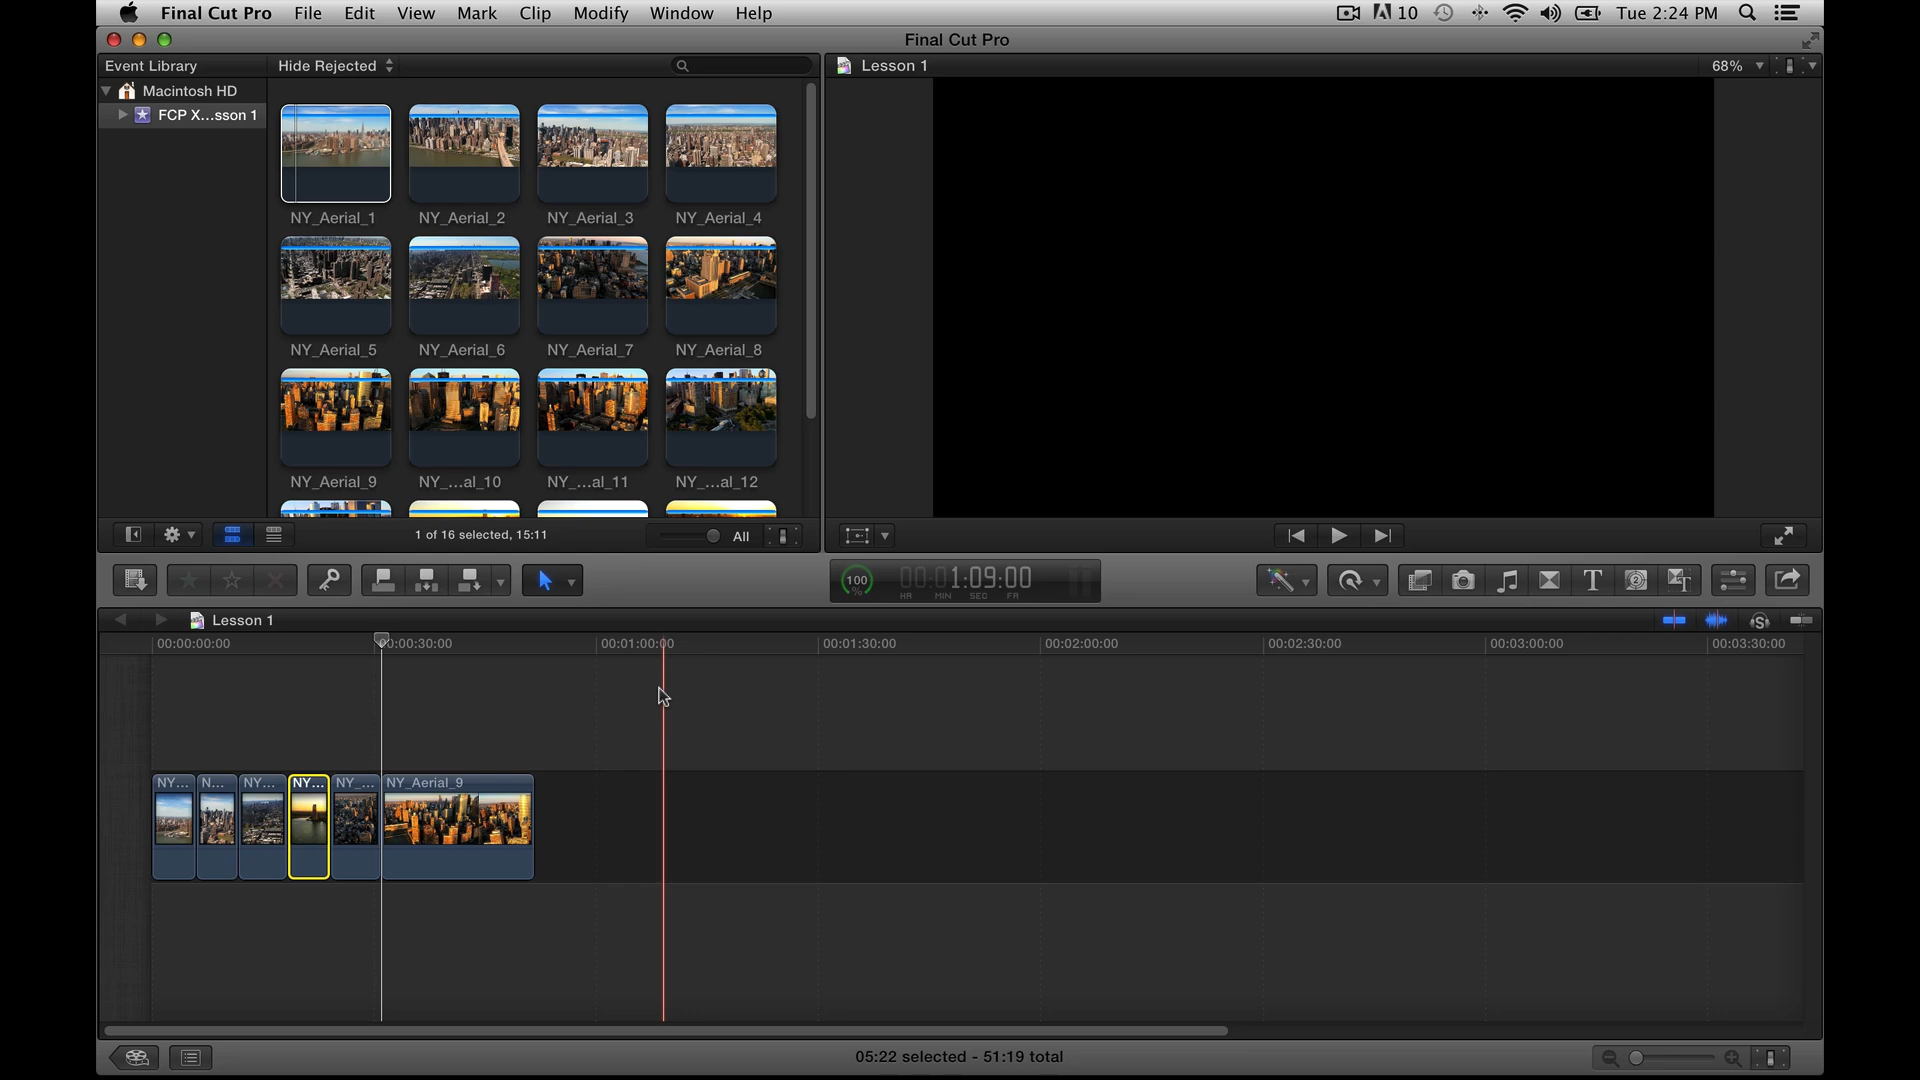 Final Cut Pro File Edit View Mark Clip Modify Window Help 10 Tue 2:24 PM
Final Cut Pro
Event Library Hide Rejected
Lesson 1 68%
Macintosh HD
FCP X...sson 1
NY_Aerial_1 NY_Aerial_2 NY_Aerial_3 NY_Aerial_4
NY_Aerial_5 NY_Aerial_6 NY_Aerial_7 NY_Aerial_8
NY_Aerial_9 NY_...al_10 NY_...al_11 NY_...al_12
1 of 16 selected, 15:11 All
100 % 00:01:09:00
HR MIN SEC FR
Lesson 1
00:00:00:00 00:00:30:00 00:01:00:00 00:01:30:00 00:02:00:00 00:02:30:00 00:03:00:00 00:03:30:00
NY... N... NY... NY... NY_... NY_Aerial_9
05:22 selected - 51:19 total